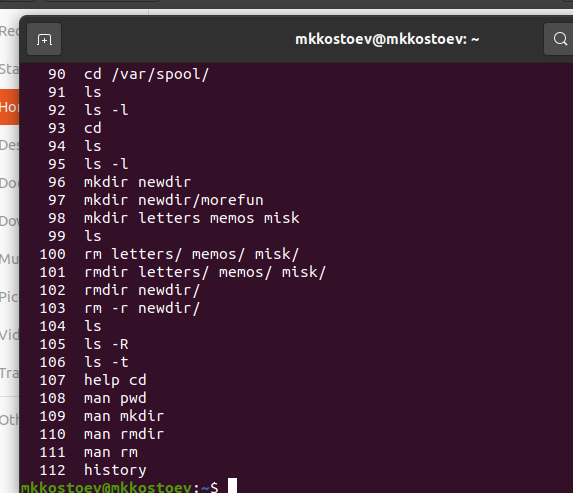 mkkostoev@mkkostoev: ~
90 cd /var/spool/
91 ls
92 ls -l
93 cd
94 ls
95 ls -l
96 mkdir newdir
97 mkdir newdir/morefun
98 mkdir letters memos misk
99 ls
100 rm letters/ memos/ misk/
101 rmdir letters/ memos/ misk/
102 rmdir newdir/
103 rm -r newdir/
104 ls
105 ls -R
106 ls -t
107 help cd
108 man pwd
109 man mkdir
110 man rmdir
111 man rm
112 history
mkkostoev@mkkostoev:~$
Rec
Sta
Hor
Des
Doc
Dov
Mu
Pic
Vid
Tra
Oth